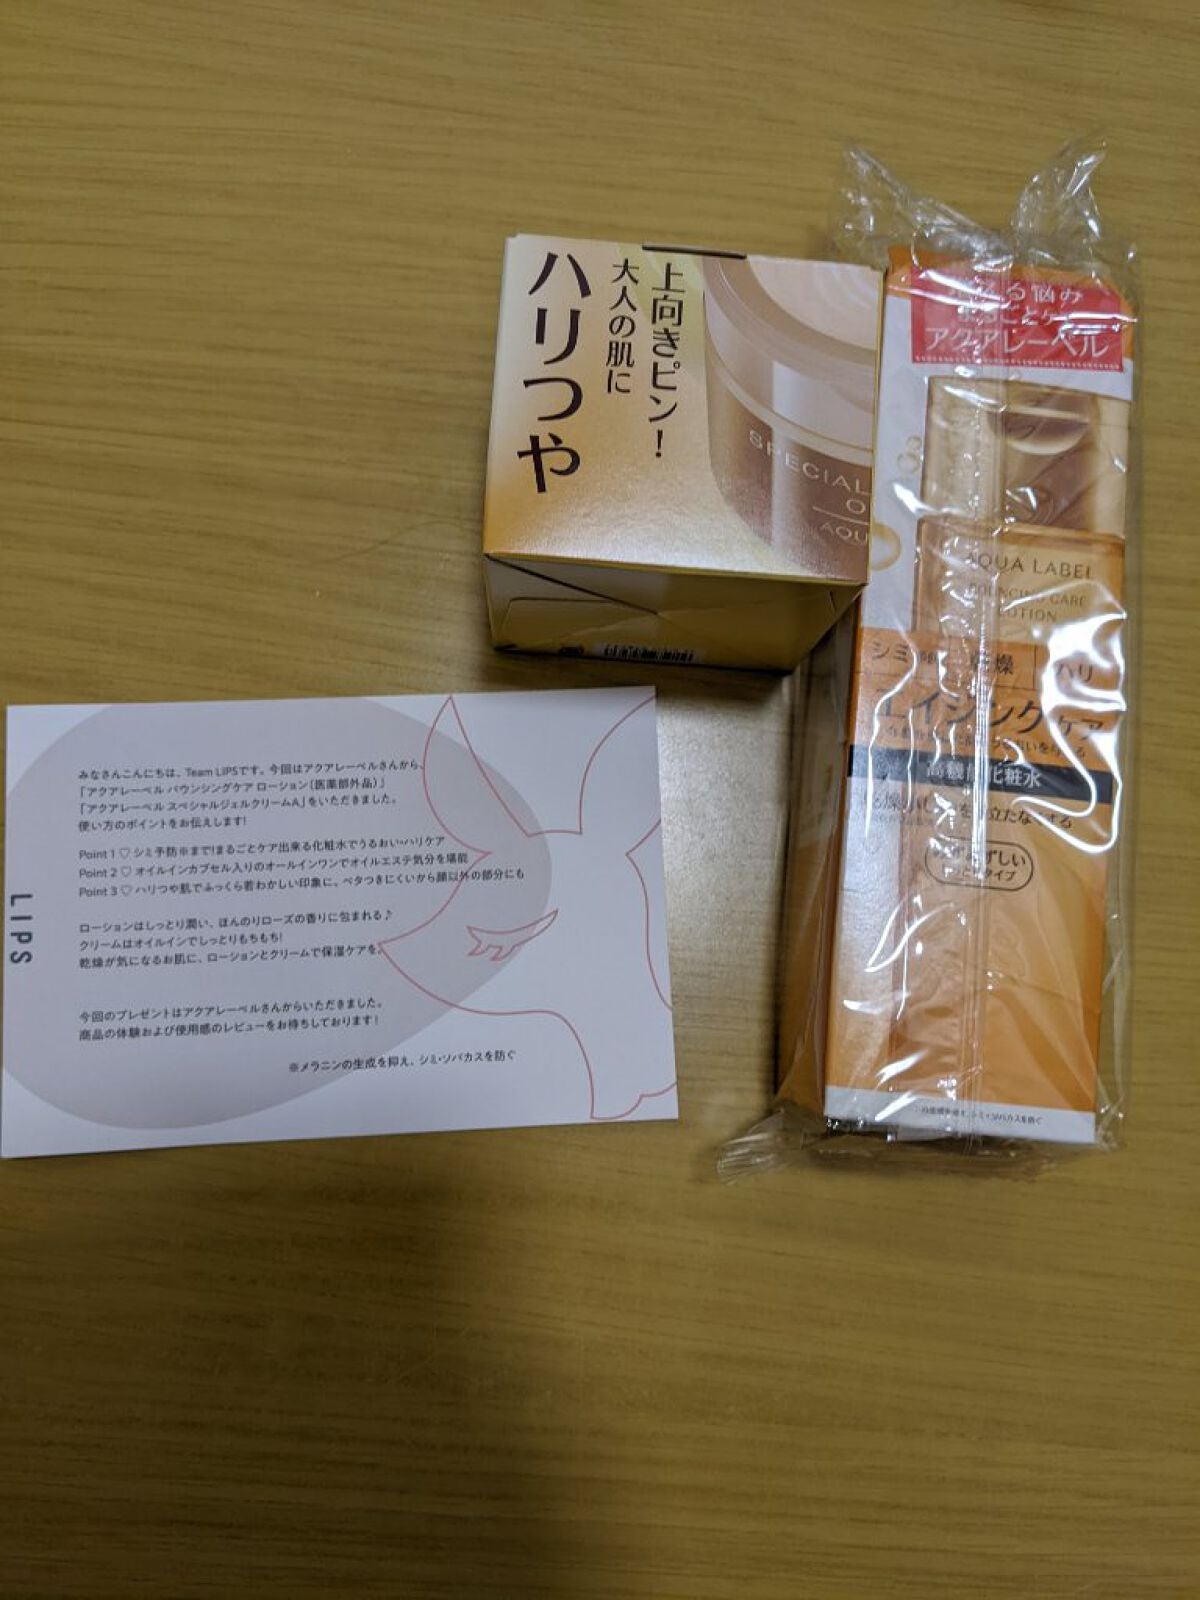 上向きピン!
大人の肌に
ハリつや
SPECIAL
O
AQU
悩み
まるごとケ
アクアレーベル
AQUA LABEL
BOUNCING CARE
LOTION
シミ
乾燥
ハリ
エイジングケア
化粧水
LIPS
みなさんこんにちは、Team LIPSです。今回はアクアレーベルさんから、
「アクアレーベル バウンシングケア ローション(医薬部外品)」
「アクアレーベル スペシャルジェルクリームA」をいただきました。
使い方のポイントをお伝えします!
Point 1 ♡ シミ予防※まで!まるごとケア出来る化粧水でうるおい・ハリケア
Point 2 ♡ オイルインカプセル入りのオールインワンでオイルエステ気分を堪能
Point 3 ♡ ハリつや肌でふっくら若わかしい印象に。ベタつきにくいから顔以外の部分にも
ローションはしっとり潤い、ほんのりローズの香りに包まれる♪
クリームはオイルインでしっとりもちもち!
乾燥が気になるお肌に、ローションとクリームで保湿ケアを。
今回のプレゼントはアクアレーベルさんからいただきました。
商品の体験および使用感のレビューをお待ちしております!
※メラニンの生成を抑え、シミ・ソバカスを防ぐ